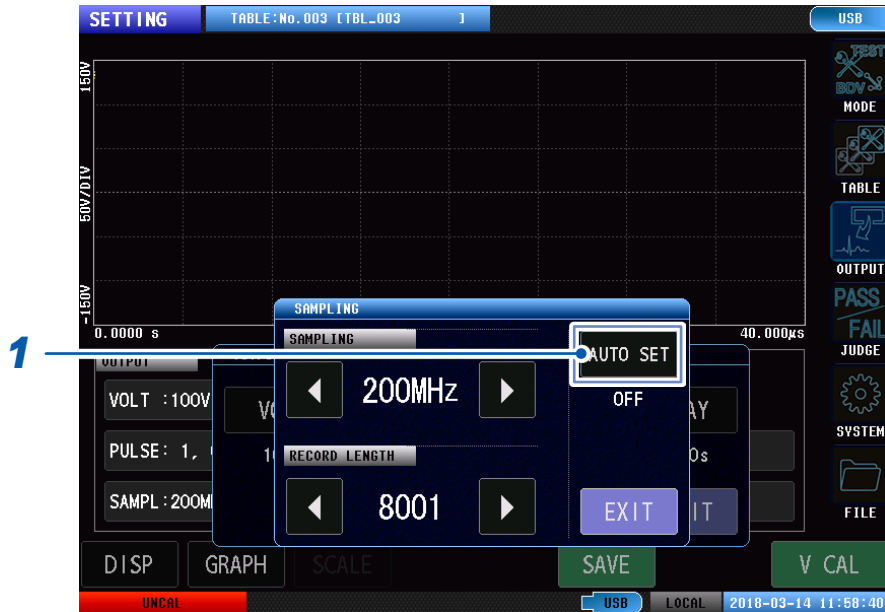 SETTING TABLE:No.003 [TBL_003 ] USB
150V
50V/DIV
-150V
0.0000 s 40.000µs
TEST
BDV
MODE
TABLE
OUTPUT
PASS
FAIL
JUDGE
SYSTEM
FILE
1
OUTPUT
VOLT :100V
PULSE: 1,
SAMPL:200M
SAMPLING
SAMPLING
200MHz
RECORD LENGTH
8001
AUTO SET
OFF
EXIT
DISP GRAPH SCALE SAVE V CAL
UNCAL USB LOCAL 2018-03-14 11:58:40